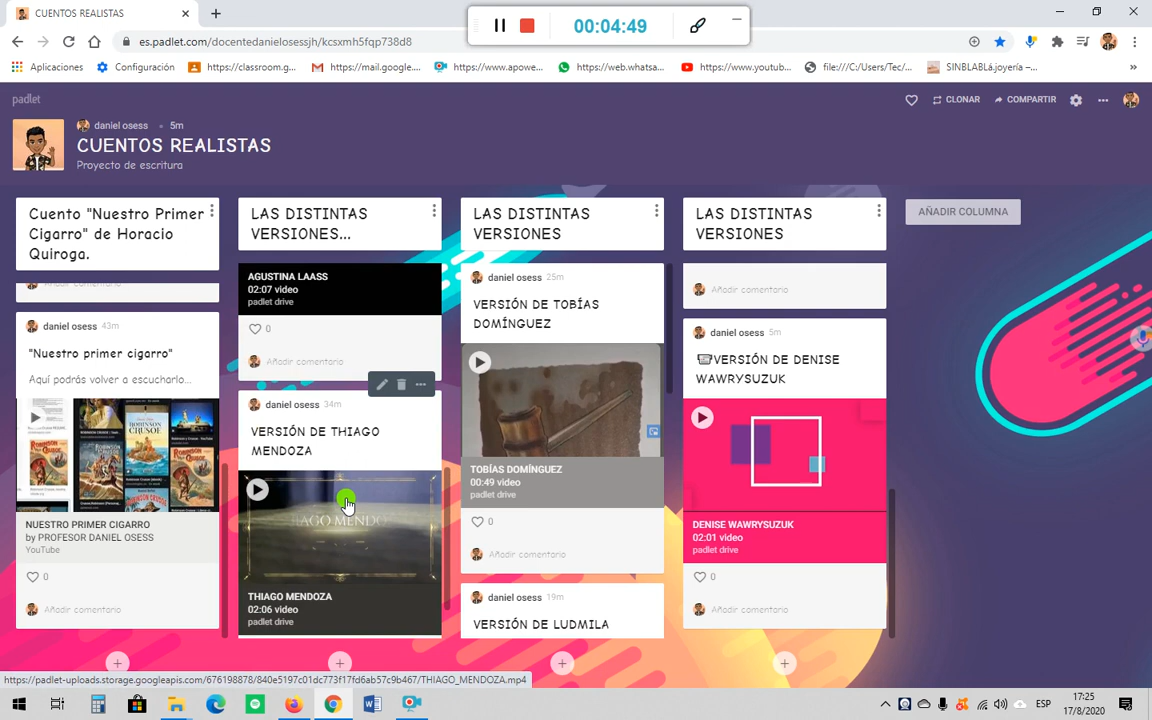 CUENTOS REALISTAS
00:04:49
es.padlet.com/docentedanielosessjh/kcsxmh5fqp738d8
Aplicaciones
Configuración
https://classroom.g...
https://mail.google....
https://www.apowe...
https://web.whatsa...
https://www.youtub...
file:///C:/Users/Tec/...
SINBLABLÁ.joyería –...
»
padlet
CLONAR
COMPARTIR
daniel osess
5m
CUENTOS REALISTAS
Proyecto de escritura
Cuento "Nuestro Primer
Cigarro" de Horacio
Quiroga.
Añadir comentario
daniel osess 43m
"Nuestro primer cigarro"
Aquí podrás volver a escucharlo...
ROBINSON CRUSOE
NUESTRO PRIMER CIGARRO
by PROFESOR DANIEL OSESS
YouTube
0
Añadir comentario
LAS DISTINTAS
VERSIONES...
AGUSTINA LAASS
02:07 video
padlet drive
0
Añadir comentario
daniel osess 34m
VERSIÓN DE THIAGO
MENDOZA
THIAGO MENDOZA
02:06 video
padlet drive
LAS DISTINTAS
VERSIONES
daniel osess 25m
VERSIÓN DE TOBÍAS
DOMÍNGUEZ
TOBÍAS DOMÍNGUEZ
00:49 video
padlet drive
0
Añadir comentario
daniel osess 19m
VERSIÓN DE LUDMILA
LAS DISTINTAS
VERSIONES
Añadir comentario
daniel osess 5m
VERSIÓN DE DENISE
WAWRYSUZUK
DENISE WAWRYSUZUK
02:01 video
padlet drive
0
Añadir comentario
AÑADIR COLUMNA
https://padlet-uploads.storage.googleapis.com/676198878/840e5197c01dc773f17fd6ab57c9b467/THIAGO_MENDOZA.mp4
ESP
17:25
17/8/2020